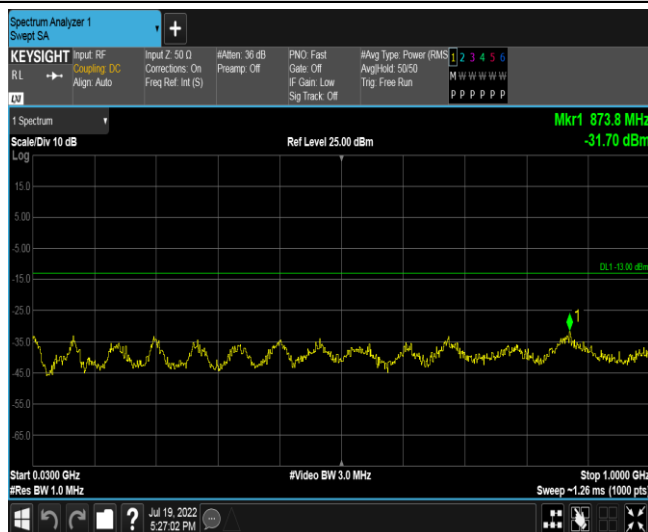 Spectrum Analyzer 1
Swept SA
+
KEYSIGHT Input: RF Input Z: 50 Ω #Atten: 36 dB PNO: Fast #Avg Type: Power (RMS 1 2 3 4 5 6
RL Coupling: DC Corrections: On Preamp: Off Gate: Off Avg|Hold: 50/50 M W W W W W
Align: Auto Freq Ref: Int (S) IF Gain: Low Trig: Free Run
LXI Sig Track: Off P P P P P P
1 Spectrum Mkr1 873.8 MHz
Scale/Div 10 dB Ref Level 25.00 dBm -31.70 dBm
Log
15.0
5.00
-5.00
DL1 -13.00 dBm
-15.0
-25.0
1
-35.0
-45.0
-55.0
-65.0
Start 0.0300 GHz #Video BW 3.0 MHz Stop 1.0000 GHz
#Res BW 1.0 MHz Sweep ~1.26 ms (1000 pts)
? Jul 19, 2022
5:27:02 PM